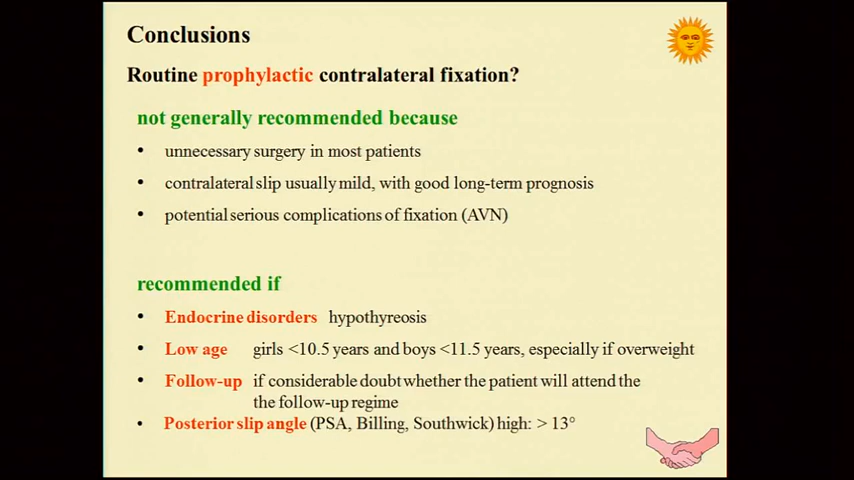 Conclusions
Routine prophylactic contralateral fixation?
not generally recommended because
• unnecessary surgery in most patients
• contralateral slip usually mild, with good long-term prognosis
• potential serious complications of fixation (AVN)
recommended if
• Endocrine disorders hypothyreosis
• Low age girls <10.5 years and boys <11.5 years, especially if overweight
• Follow-up if considerable doubt whether the patient will attend the
the follow-up regime
• Posterior slip angle (PSA, Billing, Southwick) high: > 13°